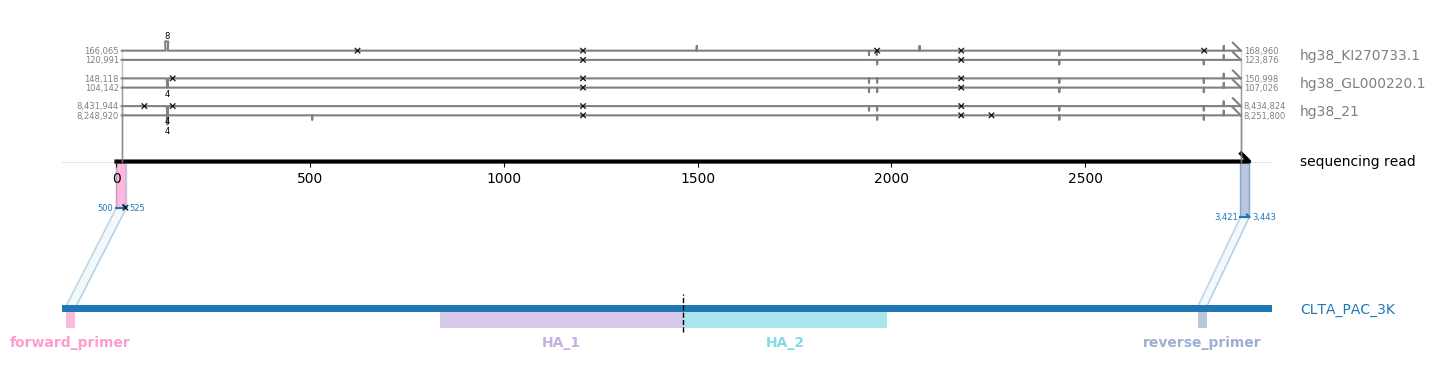 8
166,065 168,960 hg38_KI270733.1
120,991 123,876
148,118 150,998 hg38_GL000220.1
104,142 107,026
4
8,431,944 8,434,824 hg38_21
8,248,920 8,251,800
4
4
sequencing read
0 500 1000 1500 2000 2500
500 525
3,421 3,443
CLTA_PAC_3K
forward_primer HA_1 HA_2 reverse_primer